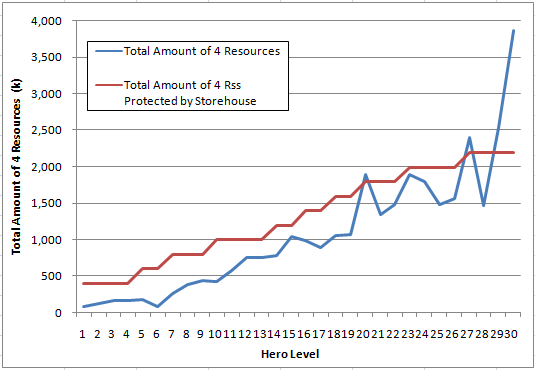 4,000
3,500
3,000
2,500
2,000
1,500
1,000
500
0
Total Amount of 4 Resources (k)
Total Amount of 4 Resources
Total Amount of 4 Rss
Protected by Storehouse
1 2 3 4 5 6 7 8 9 10 11 12 13 14 15 16 17 18 19 20 21 22 23 24 25 26 27 28 29 30
Hero Level